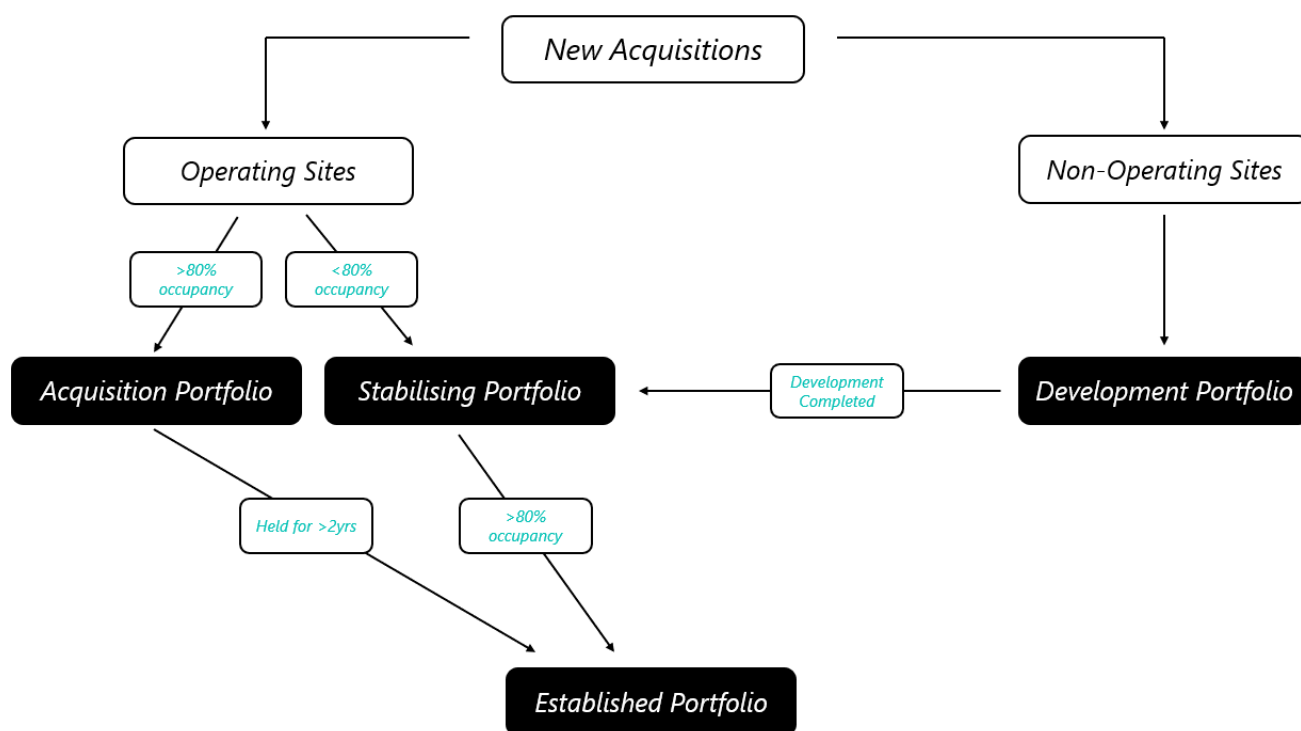 New Acquisitions
Operating Sites
Non-Operating Sites
>80%
occupancy
<80%
occupancy
Acquisition Portfolio
Stabilising Portfolio
Development
Completed
Development Portfolio
Held for >2yrs
>80%
occupancy
Established Portfolio